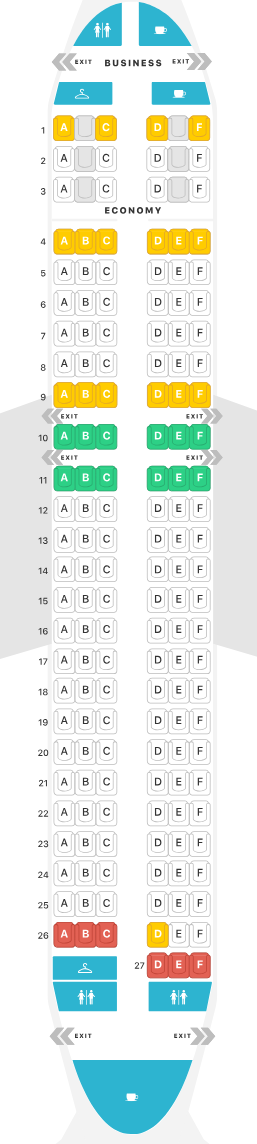 EXIT BUSINESS EXIT
1 A C D F
2 A C D F
3 A C D F
ECONOMY
4 A B C D E F
5 A B C D E F
6 A B C D E F
7 A B C D E F
8 A B C D E F
9 A B C D E F
EXIT EXIT
10 A B C D E F
EXIT EXIT
11 A B C D E F
12 A B C D E F
13 A B C D E F
14 A B C D E F
15 A B C D E F
16 A B C D E F
17 A B C D E F
18 A B C D E F
19 A B C D E F
20 A B C D E F
21 A B C D E F
22 A B C D E F
23 A B C D E F
24 A B C D E F
25 A B C D E F
26 A B C D E F
27 D E F
EXIT EXIT